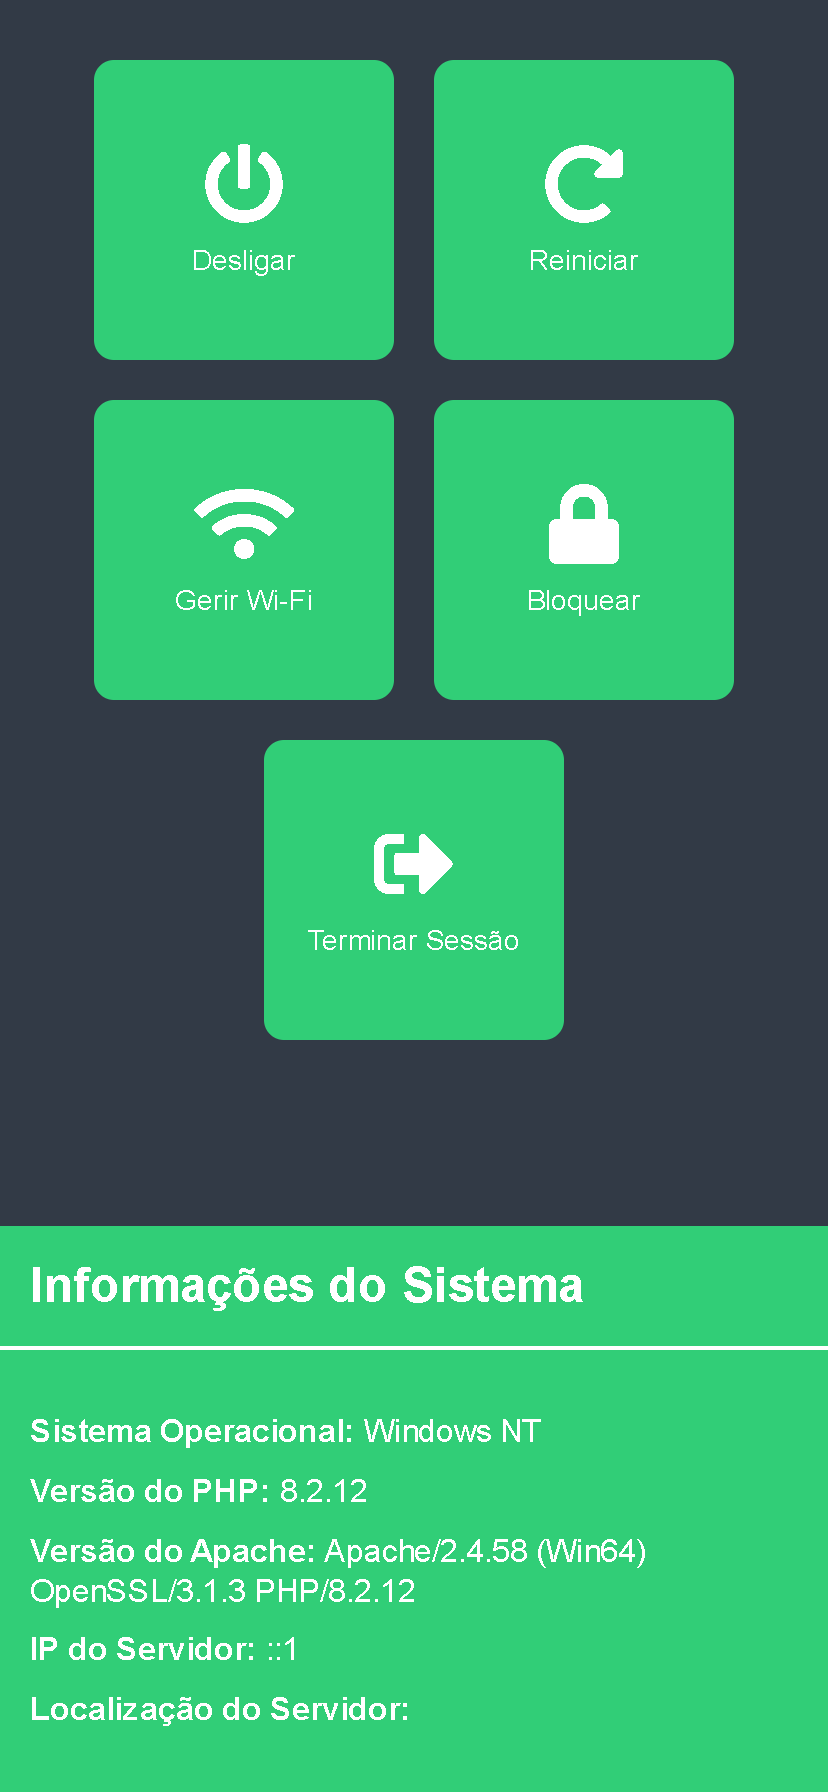 Desligar
Reiniciar
Gerir Wi-Fi
Bloquear
Terminar Sessão
Informações do Sistema
Sistema Operacional: Windows NT
Versão do PHP: 8.2.12
Versão do Apache: Apache/2.4.58 (Win64)
OpenSSL/3.1.3 PHP/8.2.12
IP do Servidor: ::1
Localização do Servidor: